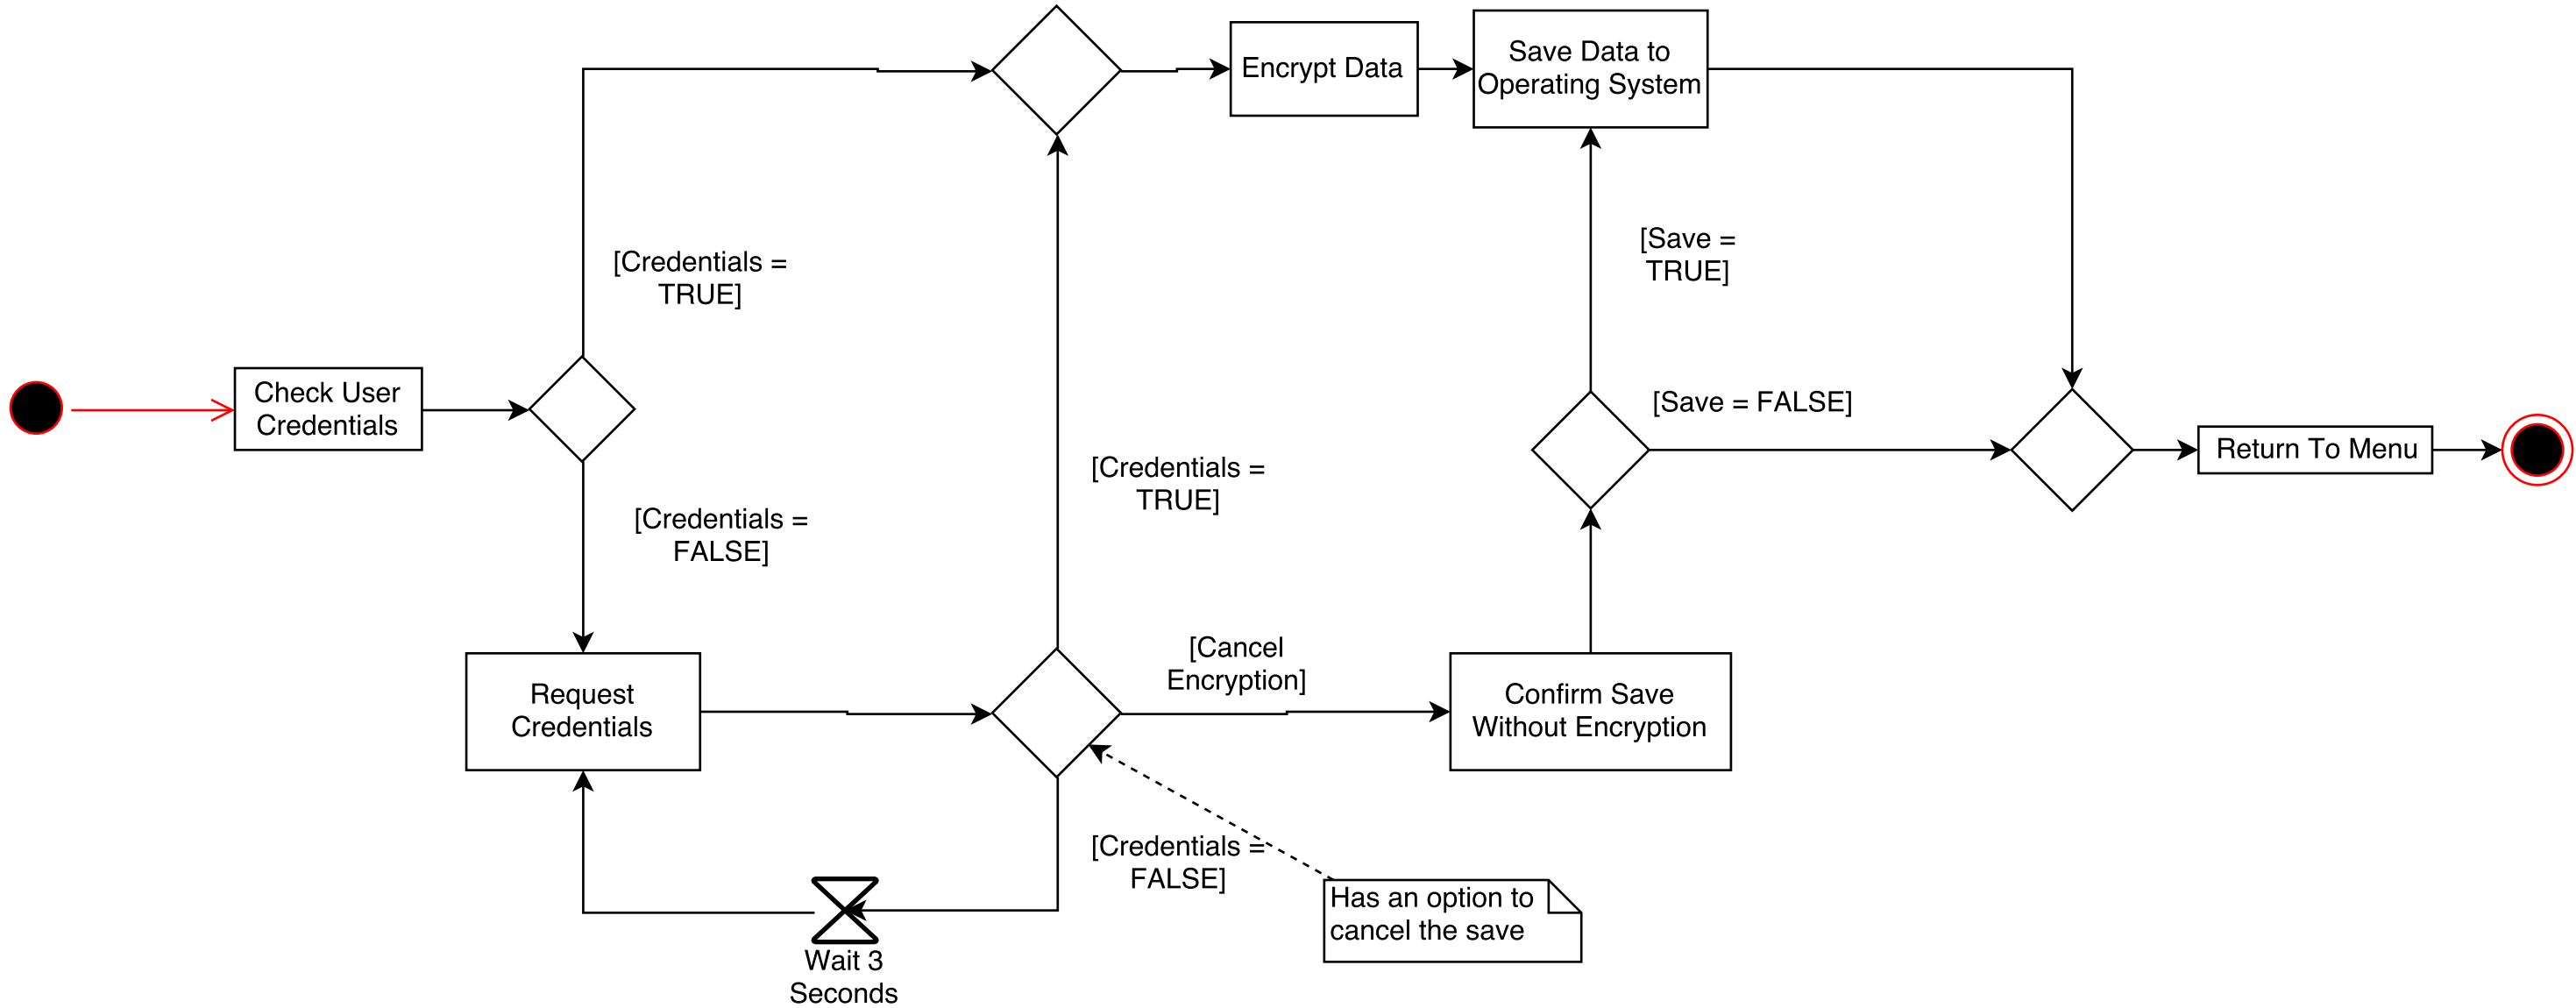 Encrypt Data
Save Data to
Operating System
[Credentials =
TRUE]
[Save =
TRUE]
Check User
Credentials
[Save = FALSE]
Return To Menu
[Credentials =
TRUE]
[Credentials =
FALSE]
[Cancel
Encryption]
Request
Credentials
Confirm Save
Without Encryption
[Credentials =
FALSE]
Has an option to
cancel the save
Wait 3
Seconds